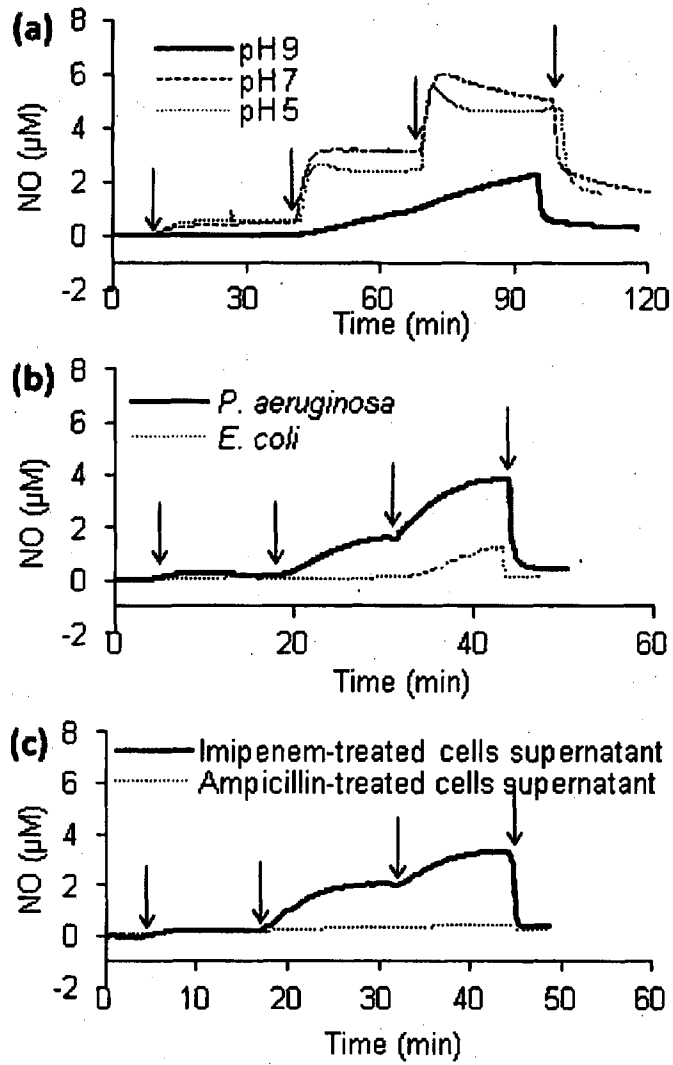 (a)
8
6
4
2
0
-2
NO (µM)
pH9
pH7
pH5
0 30 60 90 120
Time (min)
(b)
8
6
4
2
0
-2
NO (µM)
P. aeruginosa
E. coli
0 20 40 60
Time (min)
(c)
8
6
4
2
0
-2
NO (µM)
Imipenem-treated cells supernatant
Ampicillin-treated cells supernatant
0 10 20 30 40 50 60
Time (min)